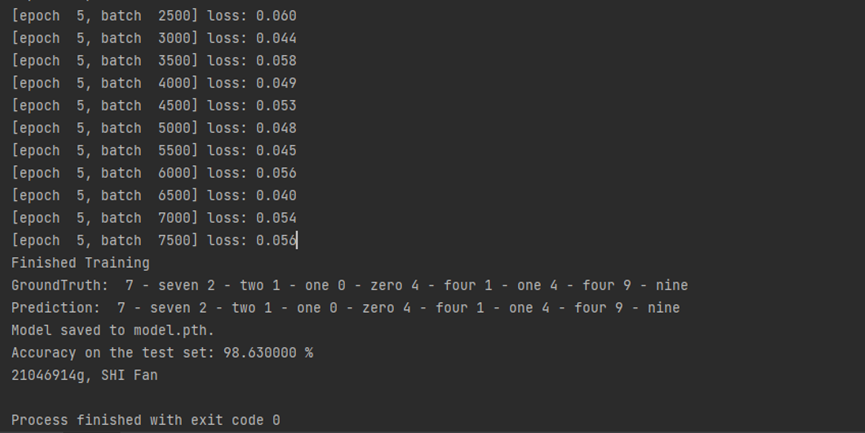 [epoch  5, batch  2500] loss: 0.060
[epoch  5, batch  3000] loss: 0.044
[epoch  5, batch  3500] loss: 0.058
[epoch  5, batch  4000] loss: 0.049
[epoch  5, batch  4500] loss: 0.053
[epoch  5, batch  5000] loss: 0.048
[epoch  5, batch  5500] loss: 0.045
[epoch  5, batch  6000] loss: 0.056
[epoch  5, batch  6500] loss: 0.040
[epoch  5, batch  7000] loss: 0.054
[epoch  5, batch  7500] loss: 0.056
Finished Training
GroundTruth:  7 - seven 2 - two 1 - one 0 - zero 4 - four 1 - one 4 - four 9 - nine
Prediction:  7 - seven 2 - two 1 - one 0 - zero 4 - four 1 - one 4 - four 9 - nine
Model saved to model.pth.
Accuracy on the test set: 98.630000 %
21046914g, SHI Fan
Process finished with exit code 0